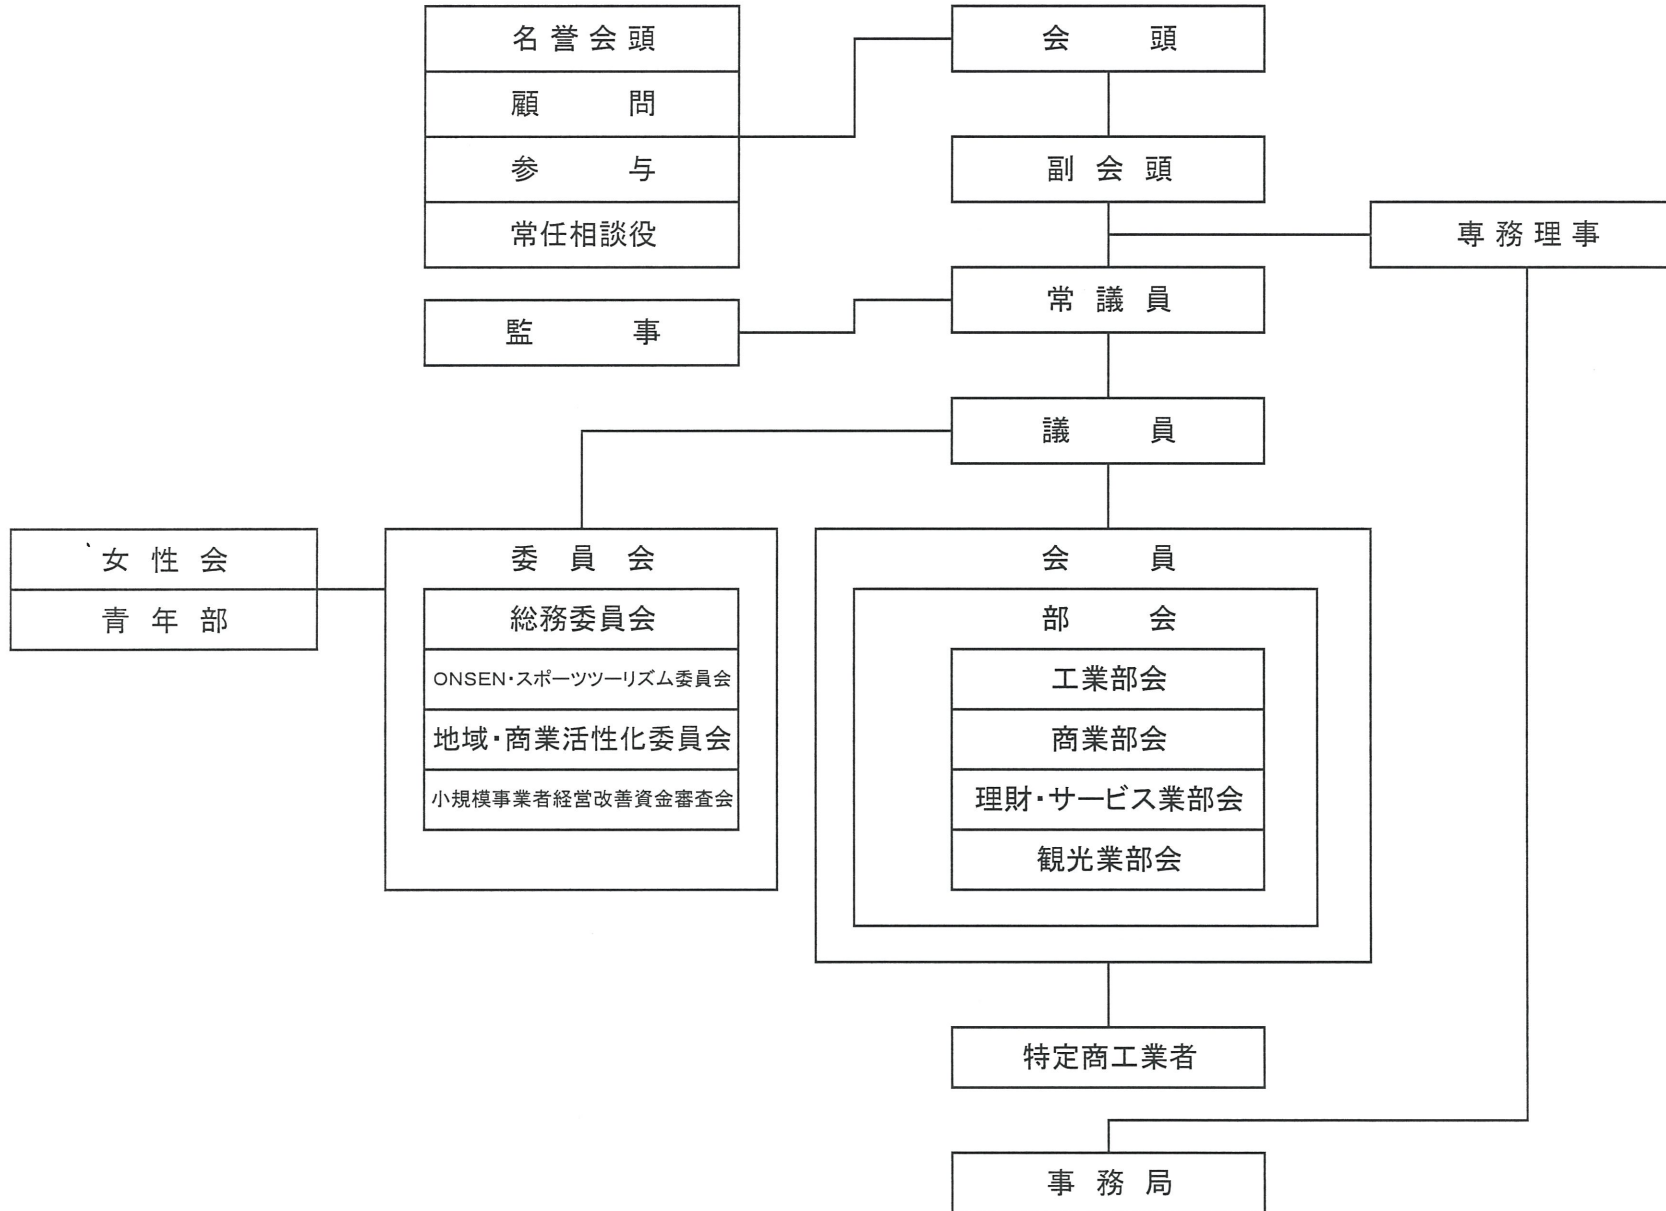 名誉会頭
顧問
参与
常任相談役
監事
会頭
副会頭
専務理事
常議員
議員
女性会
青年部
委員会
総務委員会
ONSEN・スポーツツーリズム委員会
地域・商業活性化委員会
小規模事業者経営改善資金審査会
会員
部会
工業部会
商業部会
理財・サービス業部会
観光業部会
特定商工業者
事務局